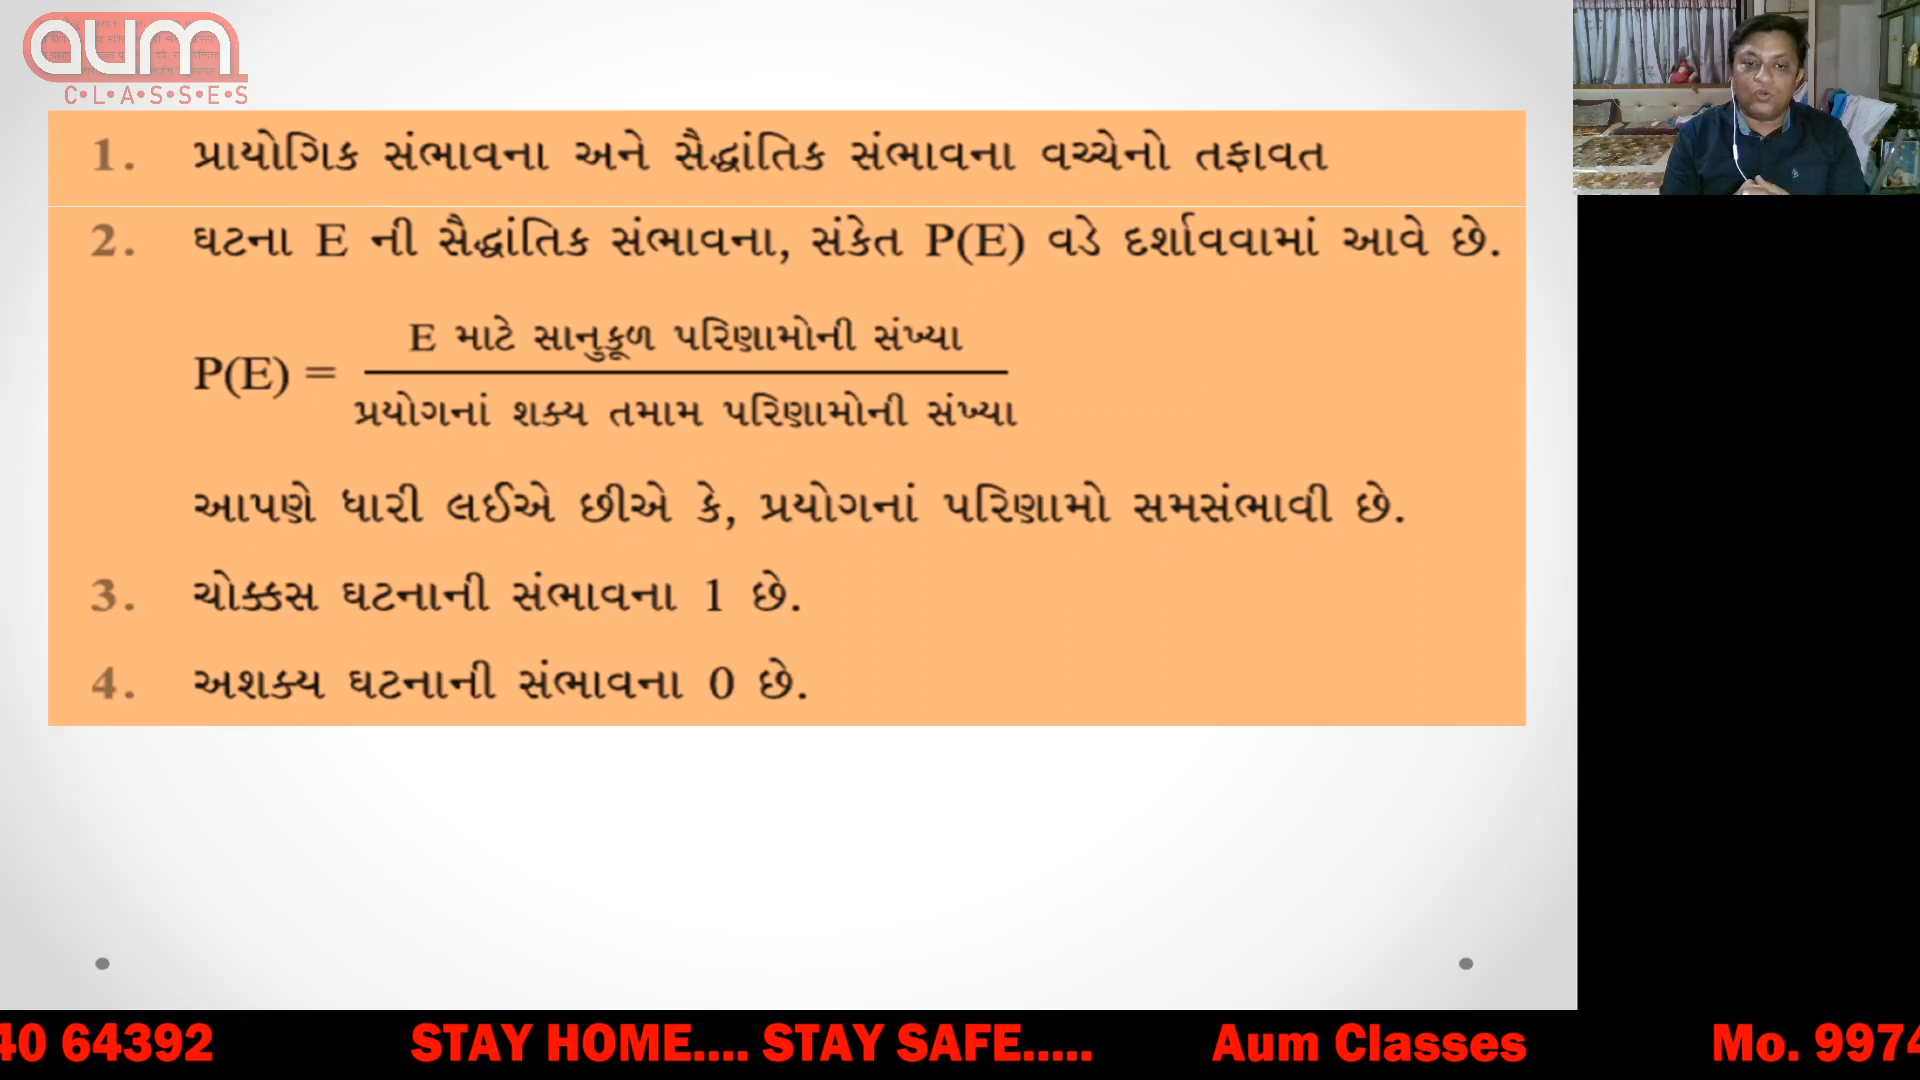 aum
C•L•A•S•S•E•S
1. પ્રાયોગિક સંભાવના અને સૈદ્ધાંતિક સંભાવના વચ્ચેનો તફાવત
2. ઘટના E ની સૈદ્ધાંતિક સંભાવના, સંકેત P(E) વડે દર્શાવવામાં આવે છે.
E માટે સાનુકૂળ પરિણામોની સંખ્યા
P(E) =
પ્રયોગનાં શક્ય તમામ પરિણામોની સંખ્યા
આપણે ધારી લઈએ છીએ કે, પ્રયોગનાં પરિણામો સમસંભાવી છે.
3. ચોક્કસ ઘટનાની સંભાવના 1 છે.
4. અશક્ય ઘટનાની સંભાવના 0 છે.
40 64392 STAY HOME.... STAY SAFE..... Aum Classes Mo. 9974